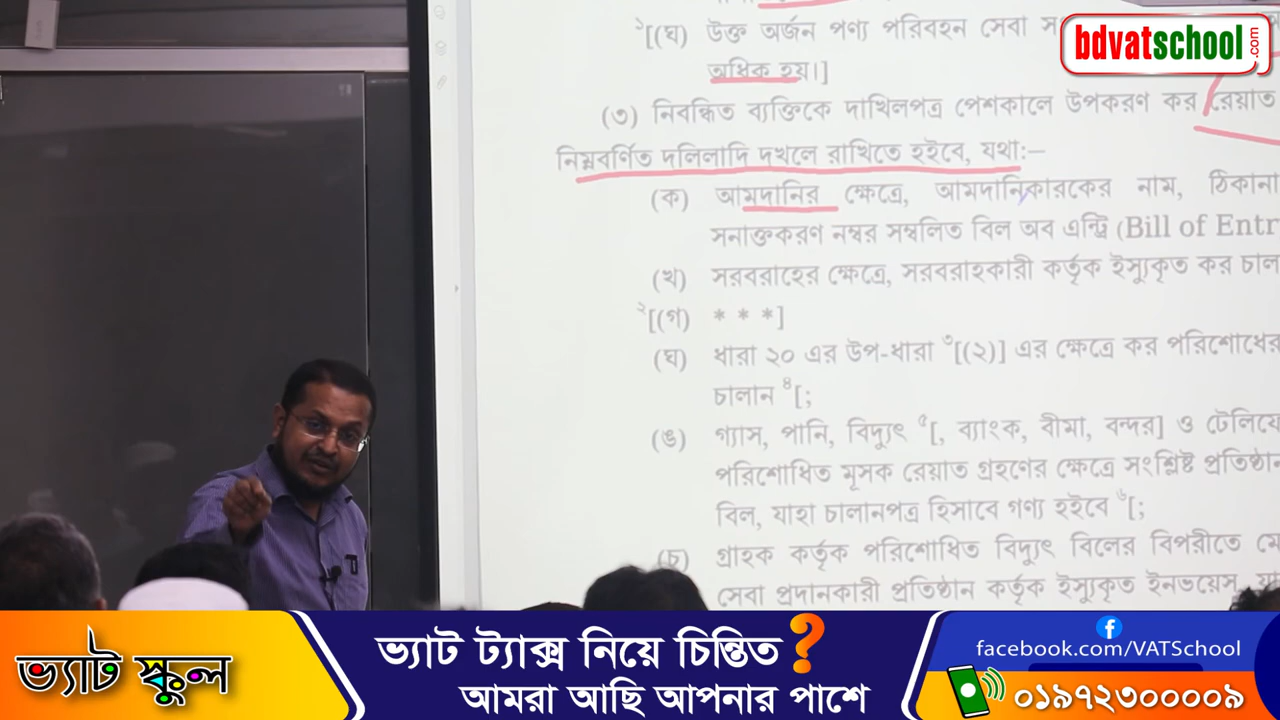 ১[(ঘ) উক্ত অর্জন পণ্য পরিবহন সেবা
অধিক হয়।]
bdvatschool.com
(৩) নিবন্ধিত ব্যক্তিকে দাখিলপত্র পেশকালে উপকরণ কর রেয়াত
নিম্নবর্ণিত দলিলাদি দখলে রাখিতে হইবে, যথা:−
(ক) আমদানির ক্ষেত্রে, আমদানিকারকের নাম, ঠিকানা
সনাক্তকরণ নম্বর সম্বলিত বিল অব এন্ট্রি (Bill of Entr
(খ) সরবরাহের ক্ষেত্রে, সরবরাহকারী কর্তৃক ইস্যুকৃত কর চাল
২[(গ) * * *]
(ঘ) ধারা ২০ এর উপ-ধারা ৩[(২)] এর ক্ষেত্রে কর পরিশোধের
চালান ৪[;
(ঙ) গ্যাস, পানি, বিদ্যুৎ ৫[, ব্যাংক, বীমা, বন্দর] ও টেলিযে
পরিশোধিত মূসক রেয়াত গ্রহণের ক্ষেত্রে সংশ্লিষ্ট প্রতিষ্ঠান
বিল, যাহা চালানপত্র হিসাবে গণ্য হইবে ৬[;
(চ) গ্রাহক কর্তৃক পরিশোধিত বিদ্যুৎ বিলের বিপরীতে মো
সেবা প্রদানকারী প্রতিষ্ঠান কর্তৃক ইস্যুকৃত ইনভয়েস,
ভ্যাট স্কুল
ভ্যাট ট্যাক্স নিয়ে চিন্তিত?
আমরা আছি আপনার পাশে
facebook.com/VATSchool
০১৯৭২৩০০০০৯